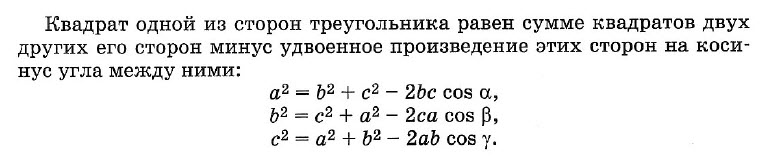 Квадрат одной из сторон треугольника равен сумме квадратов двух
других его сторон минус удвоенное произведение этих сторон на коси-
нус угла между ними:
a² = b² + c² – 2bc cos α,
b² = c² + a² – 2ca cos β,
c² = a² + b² – 2ab cos γ.